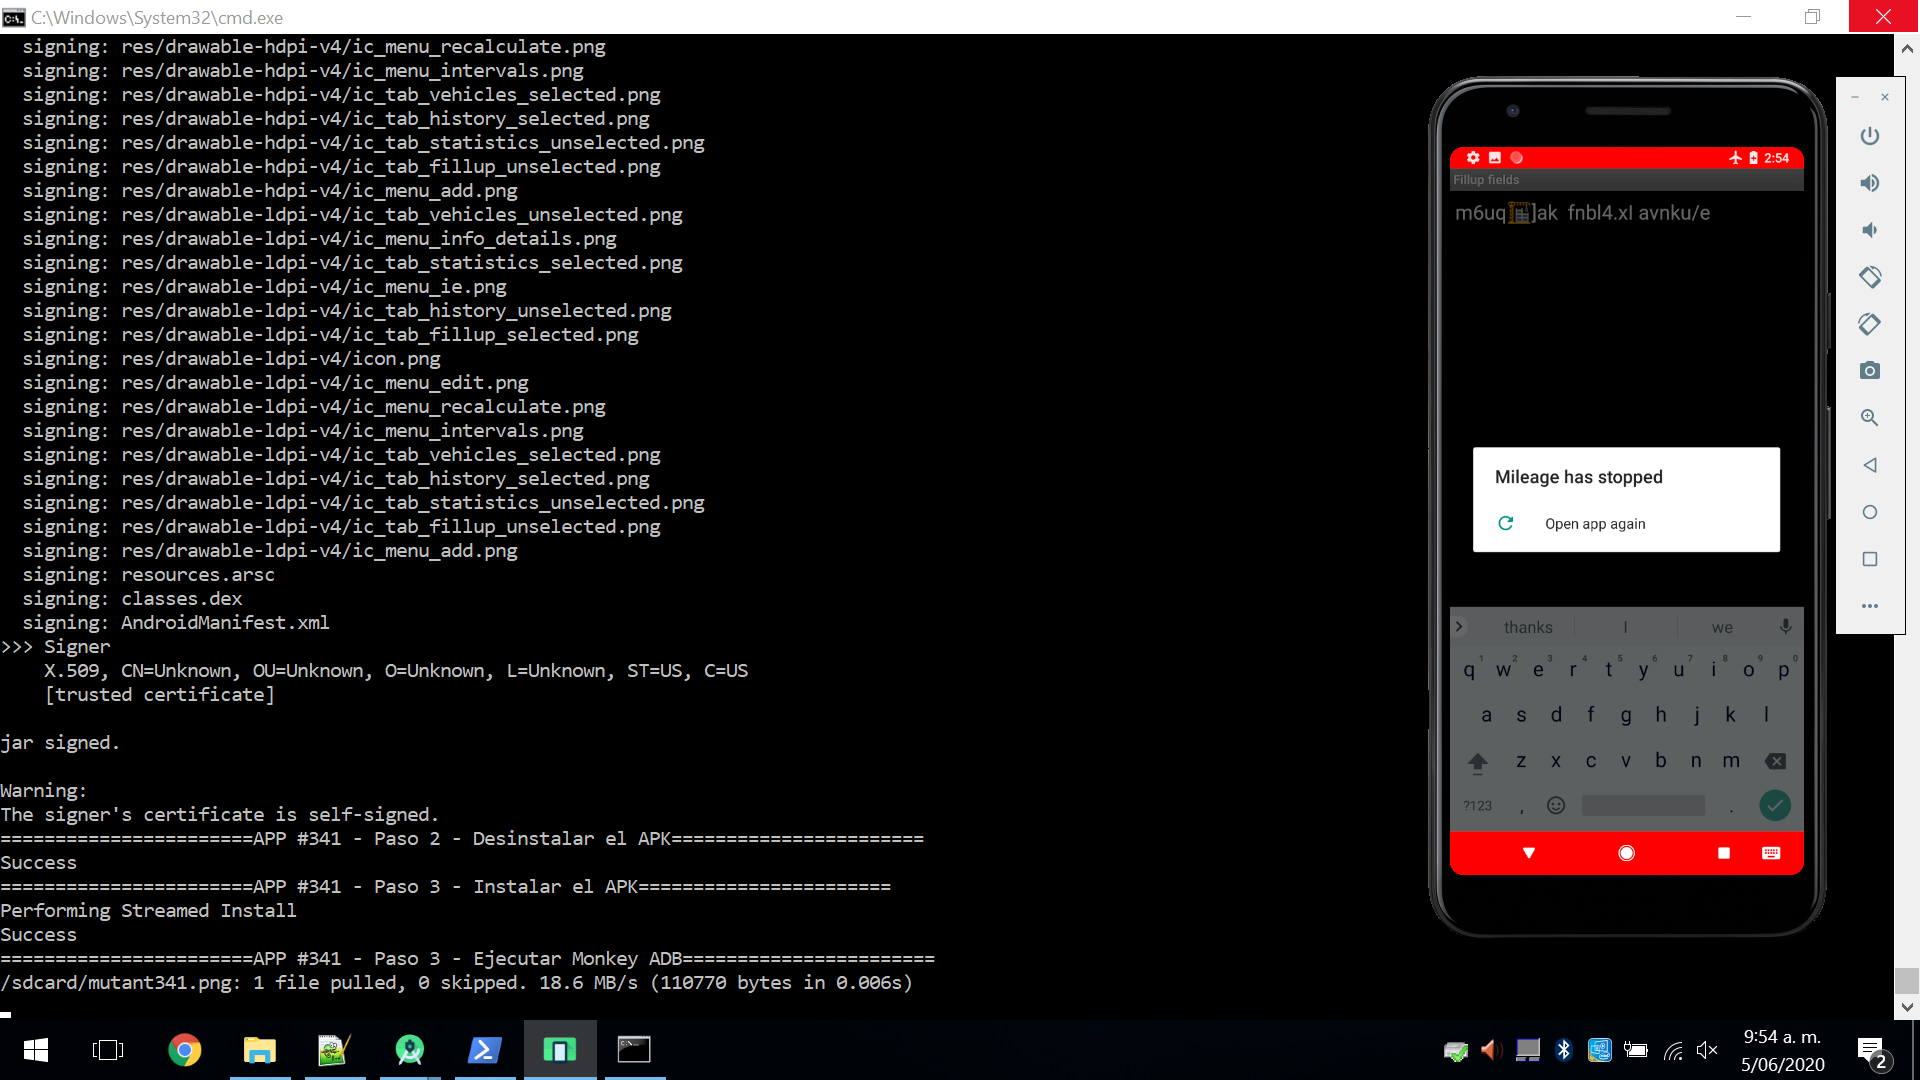 C:\Windows\System32\cmd.exe
signing: res/drawable-hdpi-v4/ic_menu_recalculate.png
signing: res/drawable-hdpi-v4/ic_menu_intervals.png
signing: res/drawable-hdpi-v4/ic_tab_vehicles_selected.png
signing: res/drawable-hdpi-v4/ic_tab_history_selected.png
signing: res/drawable-hdpi-v4/ic_tab_statistics_unselected.png
signing: res/drawable-hdpi-v4/ic_tab_fillup_unselected.png
signing: res/drawable-hdpi-v4/ic_menu_add.png
signing: res/drawable-ldpi-v4/ic_tab_vehicles_unselected.png
signing: res/drawable-ldpi-v4/ic_menu_info_details.png
signing: res/drawable-ldpi-v4/ic_tab_statistics_selected.png
signing: res/drawable-ldpi-v4/ic_menu_ie.png
signing: res/drawable-ldpi-v4/ic_tab_history_unselected.png
signing: res/drawable-ldpi-v4/ic_tab_fillup_selected.png
signing: res/drawable-ldpi-v4/icon.png
signing: res/drawable-ldpi-v4/ic_menu_edit.png
signing: res/drawable-ldpi-v4/ic_menu_recalculate.png
signing: res/drawable-ldpi-v4/ic_menu_intervals.png
signing: res/drawable-ldpi-v4/ic_tab_vehicles_selected.png
signing: res/drawable-ldpi-v4/ic_tab_history_selected.png
signing: res/drawable-ldpi-v4/ic_tab_statistics_unselected.png
signing: res/drawable-ldpi-v4/ic_tab_fillup_unselected.png
signing: res/drawable-ldpi-v4/ic_menu_add.png
signing: resources.arsc
signing: classes.dex
signing: AndroidManifest.xml
>>> Signer
X.509, CN=Unknown, OU=Unknown, O=Unknown, L=Unknown, ST=US, C=US
[trusted certificate]
jar signed.
Warning:
The signer's certificate is self-signed.
=======================APP #341 - Paso 2 - Desinstalar el APK=======================
Success
=======================APP #341 - Paso 3 - Instalar el APK=======================
Performing Streamed Install
Success
=======================APP #341 - Paso 3 - Ejecutar Monkey ADB=======================
/sdcard/mutant341.png: 1 file pulled, 0 skipped. 18.6 MB/s (110770 bytes in 0.006s)
2:54
Fillup fields
m6uq🏗]ak fnbl4.xl avnku/e
Mileage has stopped
Open app again
thanks I we
q1 w2 e3 r4 t5 y6 u7 i8 o9 p0
a s d f g h j k l
z x c v b n m
?123 , .
9:54 a. m.
5/06/2020
2